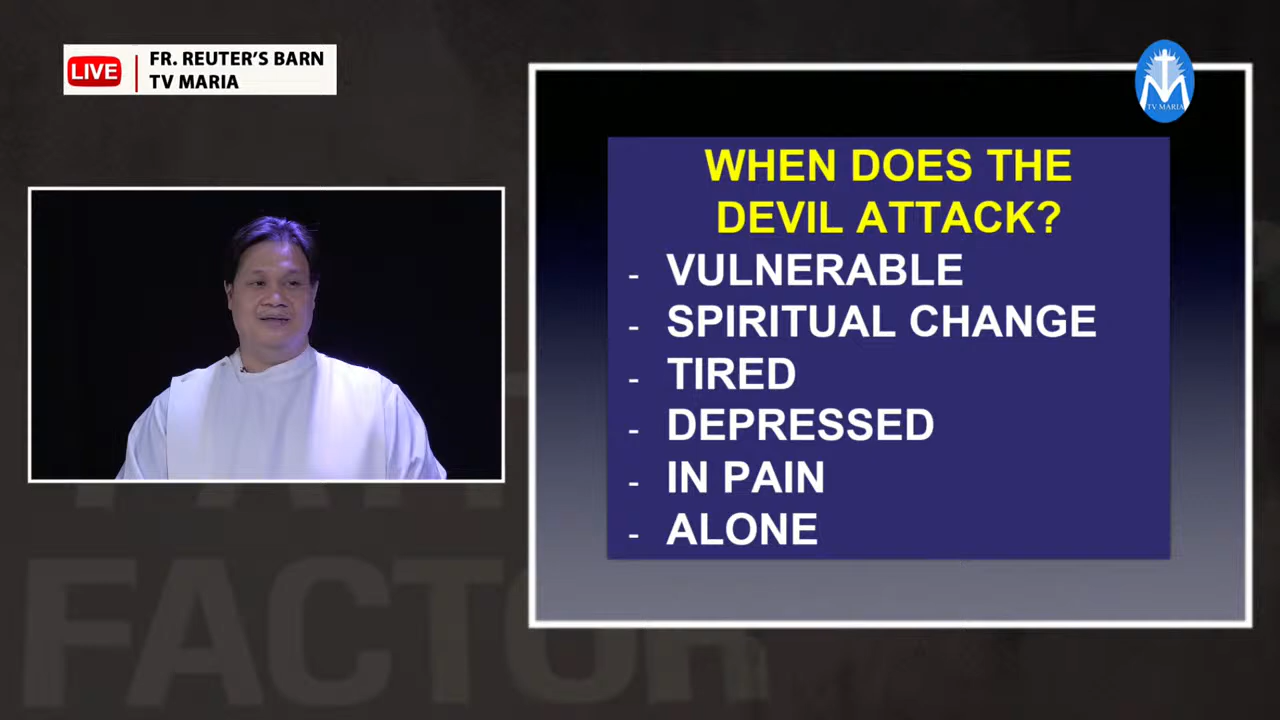 LIVE
FR. REUTER'S BARN
TV MARIA
TV MARIA
WHEN DOES THE
DEVIL ATTACK?
- VULNERABLE
- SPIRITUAL CHANGE
- TIRED
- DEPRESSED
- IN PAIN
- ALONE
FACTOR